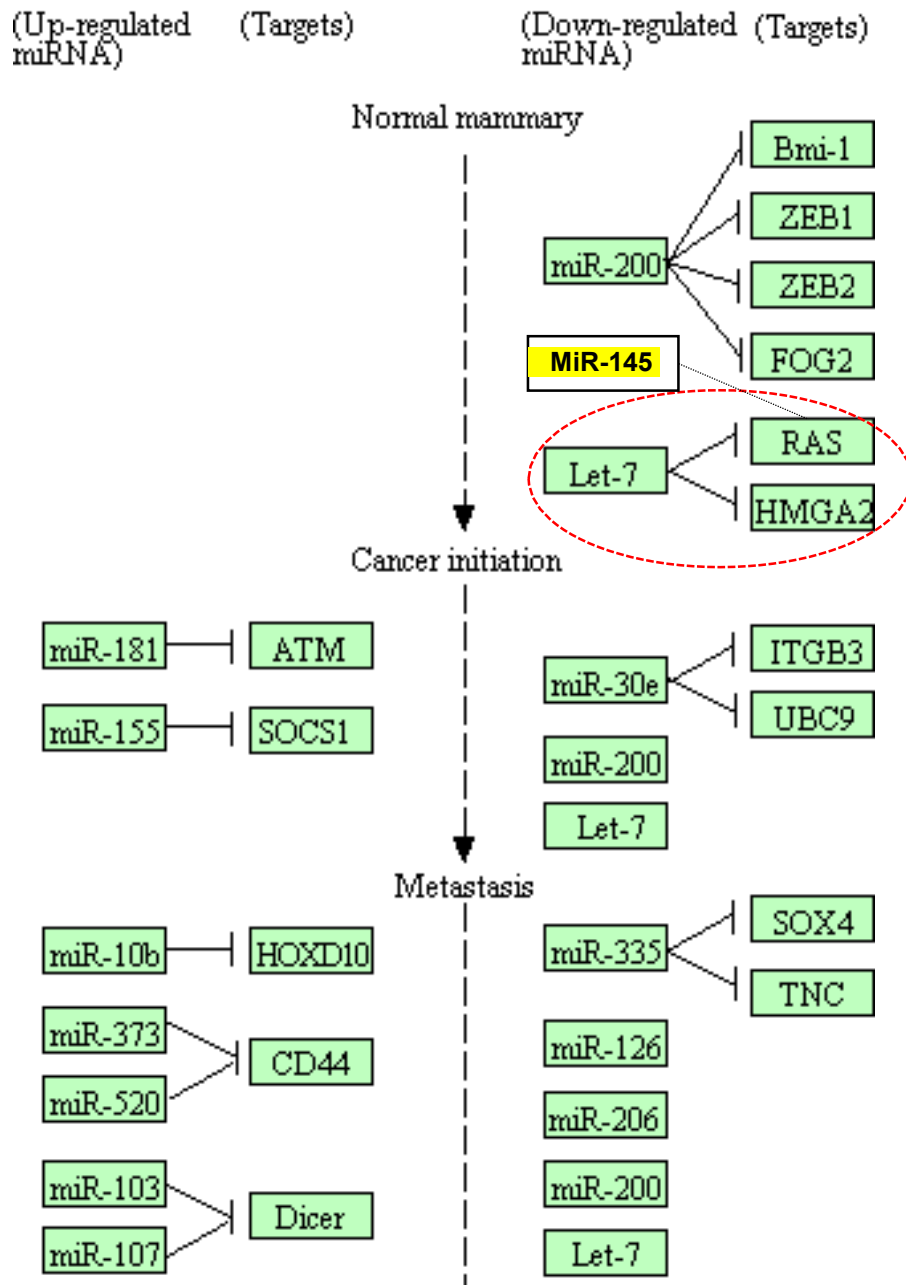 (Up-regulated miRNA)
(Targets)
(Down-regulated miRNA)
(Targets)
Normal mammary
Bmi-1
ZEB1
miR-200
ZEB2
MiR-145
FOG2
RAS
Let-7
HMGA2
Cancer initiation
miR-181
ATM
ITGB3
miR-30e
miR-155
SOCS1
UBC9
miR-200
Let-7
Metastasis
SOX4
miR-10b
HOXD10
miR-335
TNC
miR-373
CD44
miR-126
miR-520
miR-206
miR-103
miR-200
Dicer
miR-107
Let-7